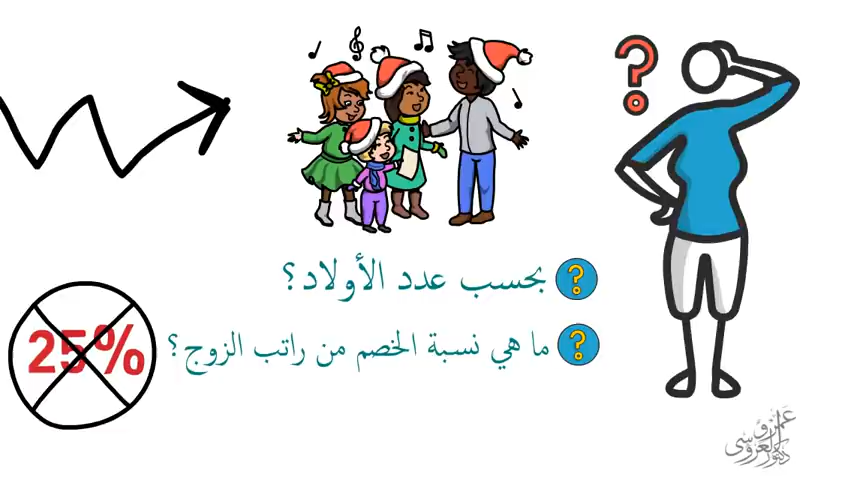 بحسب عدد الأولاد؟
ما هي نسبة الخصم من راتب الزوج؟
25%